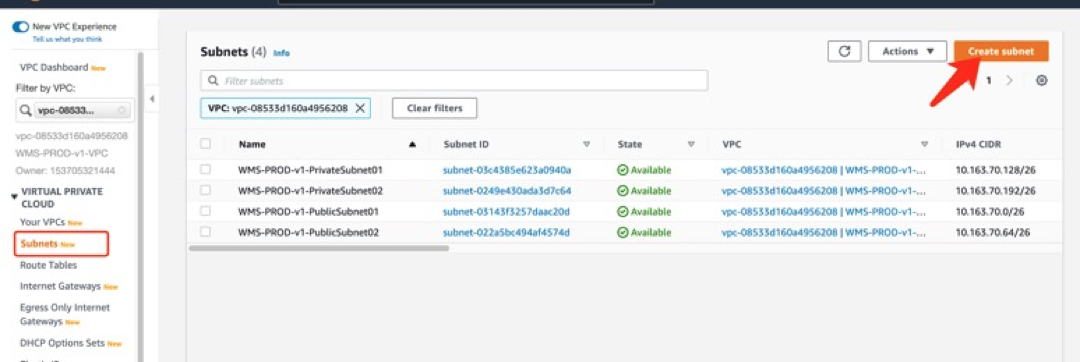 New VPC Experience
Tell us what you think
VPC Dashboard New
Filter by VPC:
vpc-08533...
vpc-08533d160a4956208
WMS-PROD-v1-VPC
Owner: 153705321444
VIRTUAL PRIVATE
CLOUD
Your VPCs New
Subnets New
Route Tables
Internet Gateways New
Egress Only Internet
Gateways New
DHCP Options Sets New
Subnets (4) Info
Actions
Create subnet
Filter subnets
1
VPC: vpc-08533d160a4956208
Clear filters
Name Subnet ID State VPC IPv4 CIDR
WMS-PROD-v1-PrivateSubnet01 subnet-03c4385e623a0940a Available vpc-08533d160a4956208 | WMS-PROD-v1-... 10.163.70.128/26
WMS-PROD-v1-PrivateSubnet02 subnet-0249e430ada3d7c64 Available vpc-08533d160a4956208 | WMS-PROD-v1-... 10.163.70.192/26
WMS-PROD-v1-PublicSubnet01 subnet-03143f3257daac20d Available vpc-08533d160a4956208 | WMS-PROD-v1-... 10.163.70.0/26
WMS-PROD-v1-PublicSubnet02 subnet-022a5bc494af4574d Available vpc-08533d160a4956208 | WMS-PROD-v1-... 10.163.70.64/26